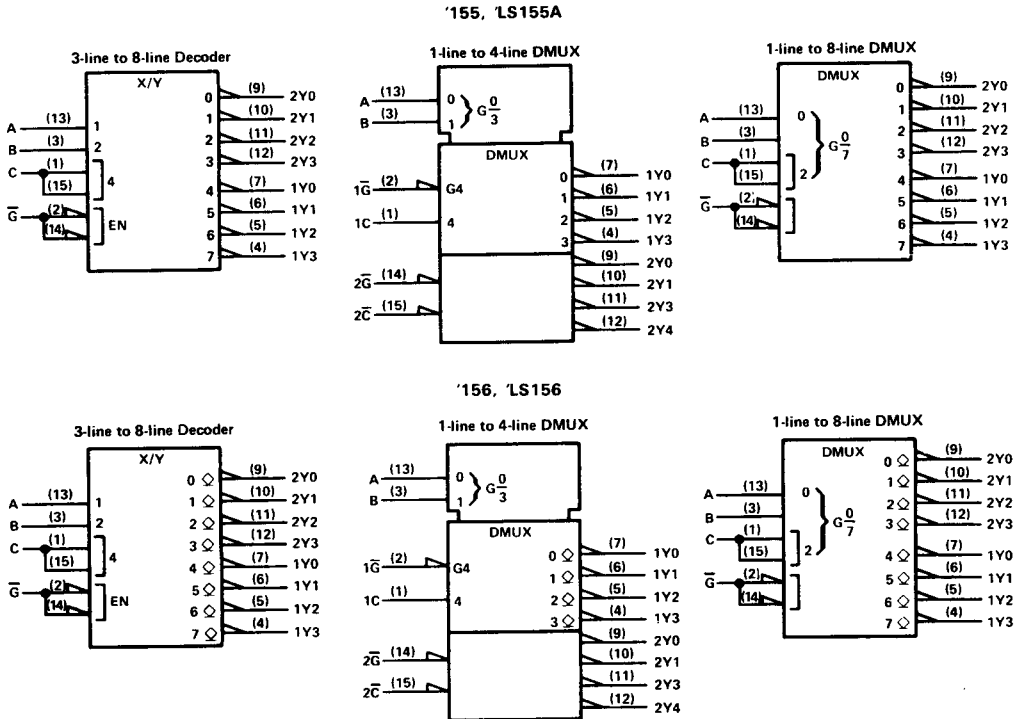 '155, 'LS155A
3-line to 8-line Decoder
X/Y
A (13) 1
B (3) 2
C (1)
(15) 4
G̅ (2)
(14) EN
0 (9) 2Y0
1 (10) 2Y1
2 (11) 2Y2
3 (12) 2Y3
4 (7) 1Y0
5 (6) 1Y1
6 (5) 1Y2
7 (4) 1Y3
1-line to 4-line DMUX
A (13) 0
B (3) 1
} G 0/3
DMUX
1G̅ (2) G4
1C (1) 4
2G̅ (14)
2C̅ (15)
0 (7) 1Y0
1 (6) 1Y1
2 (5) 1Y2
3 (4) 1Y3
(9) 2Y0
(10) 2Y1
(11) 2Y3
(12) 2Y4
1-line to 8-line DMUX
DMUX
A (13) 0
B (3)
C (1)
(15) 2
} G 0/7
G̅ (2)
(14)
0 (9) 2Y0
1 (10) 2Y1
2 (11) 2Y2
3 (12) 2Y3
4 (7) 1Y0
5 (6) 1Y1
6 (5) 1Y2
7 (4) 1Y3
'156, 'LS156
3-line to 8-line Decoder
X/Y
A (13) 1
B (3) 2
C (1)
(15) 4
G̅ (2)
(14) EN
0 (9) 2Y0
1 (10) 2Y1
2 (11) 2Y2
3 (12) 2Y3
4 (7) 1Y0
5 (6) 1Y1
6 (5) 1Y2
7 (4) 1Y3
1-line to 4-line DMUX
A (13) 0
B (3) 1
} G 0/3
DMUX
1G̅ (2) G4
1C (1) 4
2G̅ (14)
2C̅ (15)
0 (7) 1Y0
1 (6) 1Y1
2 (5) 1Y2
3 (4) 1Y3
(9) 2Y0
(10) 2Y1
(11) 2Y3
(12) 2Y4
1-line to 8-line DMUX
DMUX
A (13) 0
B (3)
C (1)
(15) 2
} G 0/7
G̅ (2)
(14)
0 (9) 2Y0
1 (10) 2Y1
2 (11) 2Y2
3 (12) 2Y3
4 (7) 1Y0
5 (6) 1Y1
6 (5) 1Y2
7 (4) 1Y3